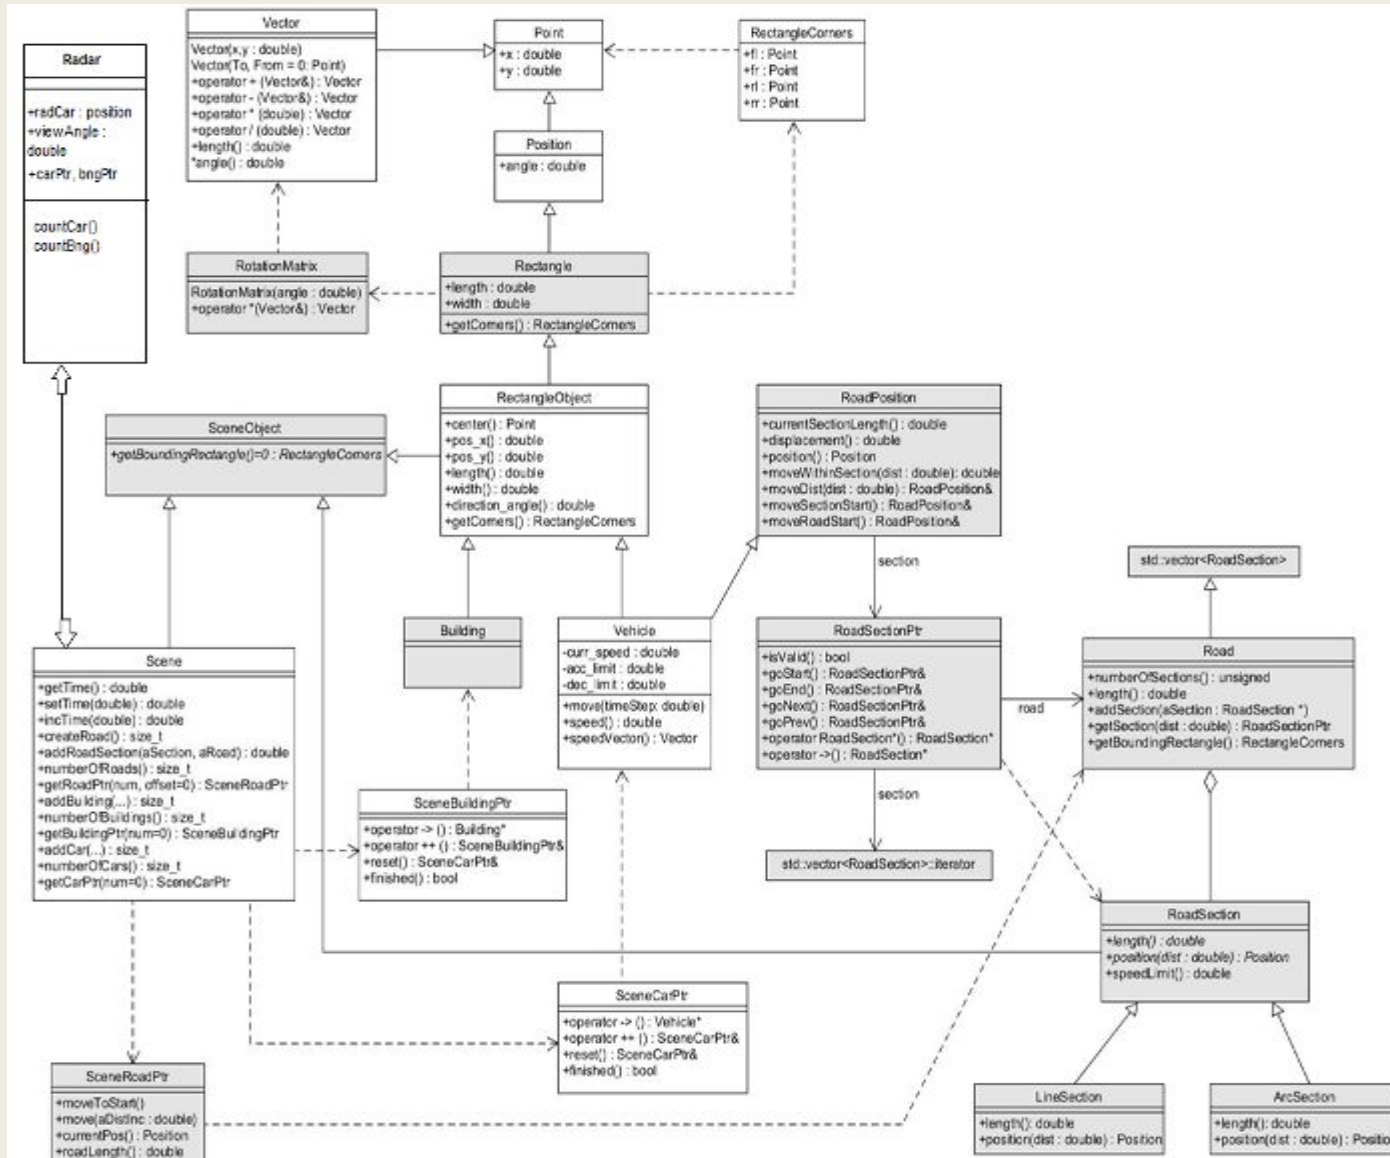 Radar
+radCar : position
+viewAngle :
double
+carPtr, bngPtr
countCar()
countBng()
Vector
Vector(x,y : double)
Vector(To, From = 0: Point)
+operator + (Vector&) : Vector
+operator - (Vector&) : Vector
+operator * (double) : Vector
+operator / (double) : Vector
+length() : double
*angle() : double
Point
+x : double
+y : double
RectangleCorners
+fl : Point
+fr : Point
+rl : Point
+rr : Point
Position
+angle : double
RotationMatrix
RotationMatrix(angle : double)
+operator *(Vector&) : Vector
Rectangle
+length : double
+width : double
+getCorners() : RectangleCorners
SceneObject
+getBoundingRectangle()=0 : RectangleCorners
RectangleObject
+center() : Point
+pos_x() : double
+pos_y() : double
+length() : double
+width() : double
+direction_angle() : double
+getCorners() : RectangleCorners
RoadPosition
+currentSectionLength() : double
+displacement() : double
+position() : Position
+moveWithinSection(dist : double): double
+moveDist(dist : double) : RoadPosition&
+moveSectionStart() : RoadPosition&
+moveRoadStart() : RoadPosition&
section
std::vector<RoadSection>
Building
Vehicle
-curr_speed : double
-acc_limit : double
-dec_limit : double
+move(timeStep: double)
+speed() : double
+speedVector() : Vector
RoadSectionPtr
+isValid() : bool
+goStart() : RoadSectionPtr&
+goEnd() : RoadSectionPtr&
+goNext() : RoadSectionPtr&
+goPrev() : RoadSectionPtr&
+operator RoadSection*() : RoadSection*
+operator ->() : RoadSection*
road
Road
+numberOfSections() : unsigned
+length() : double
+addSection(aSection : RoadSection *)
+getSection(dist : double) : RoadSectionPtr
+getBoundingRectangle() : RectangleCorners
Scene
+getTime() : double
+setTime(double) : double
+incTime(double) : double
+createRoad() : size_t
+addRoadSection(aSection, aRoad) : double
+numberOfRoads() : size_t
+getRoadPtr(num, offset=0) : SceneRoadPtr
+addBuilding(...) : size_t
+numberOfBuildings() : size_t
+getBuildingPtr(num=0) : SceneBuildingPtr
+addCar(...) : size_t
+numberOfCars() : size_t
+getCarPtr(num=0) : SceneCarPtr
SceneBuildingPtr
+operator -> () : Building*
+operator ++ () : SceneBuildingPtr&
+reset() : SceneCarPtr&
+finished() : bool
section
std::vector<RoadSection>::iterator
RoadSection
+length() : double
+position(dist : double) : Position
+speedLimit() : double
SceneCarPtr
+operator -> () : Vehicle*
+operator ++ () : SceneCarPtr&
+reset() : SceneCarPtr&
+finished() : bool
SceneRoadPtr
+moveToStart()
+move(aDistInc : double)
+currentPos() : Position
+roadLength() : double
LineSection
+length(): double
+position(dist : double) : Position
ArcSection
+length(): double
+position(dist : double) : Positio